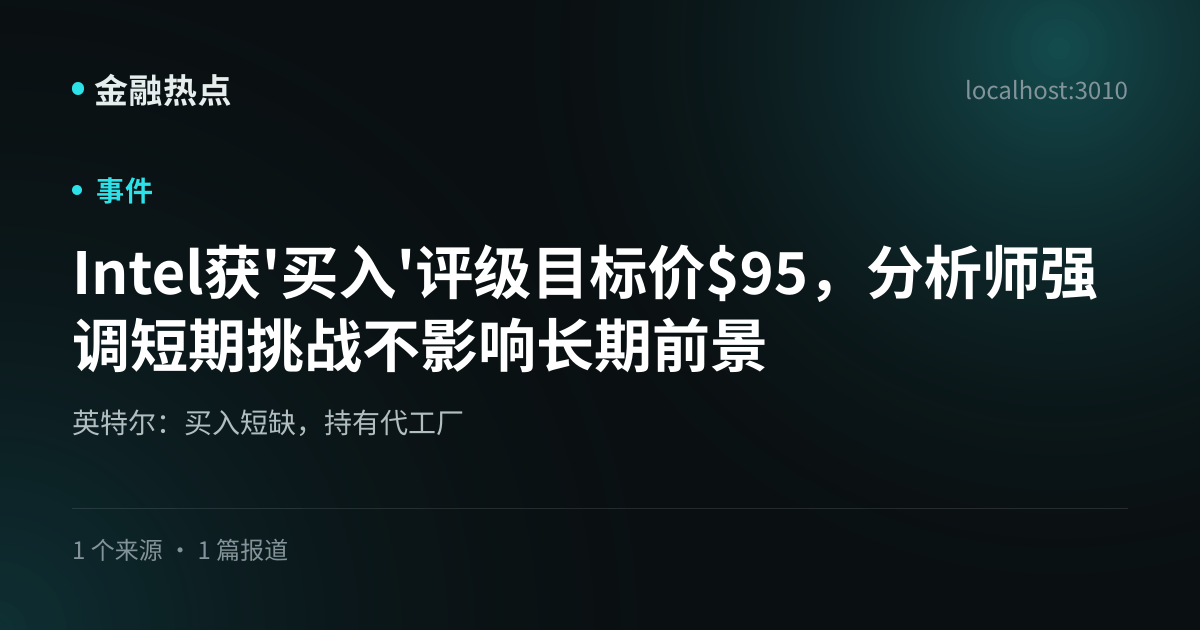 金融热点
localhost:3010
事件
Intel获'买入'评级目标价$95，分析师强
调短期挑战不影响长期前景
英特尔：买入短缺，持有代工厂
1 个来源 · 1 篇报道